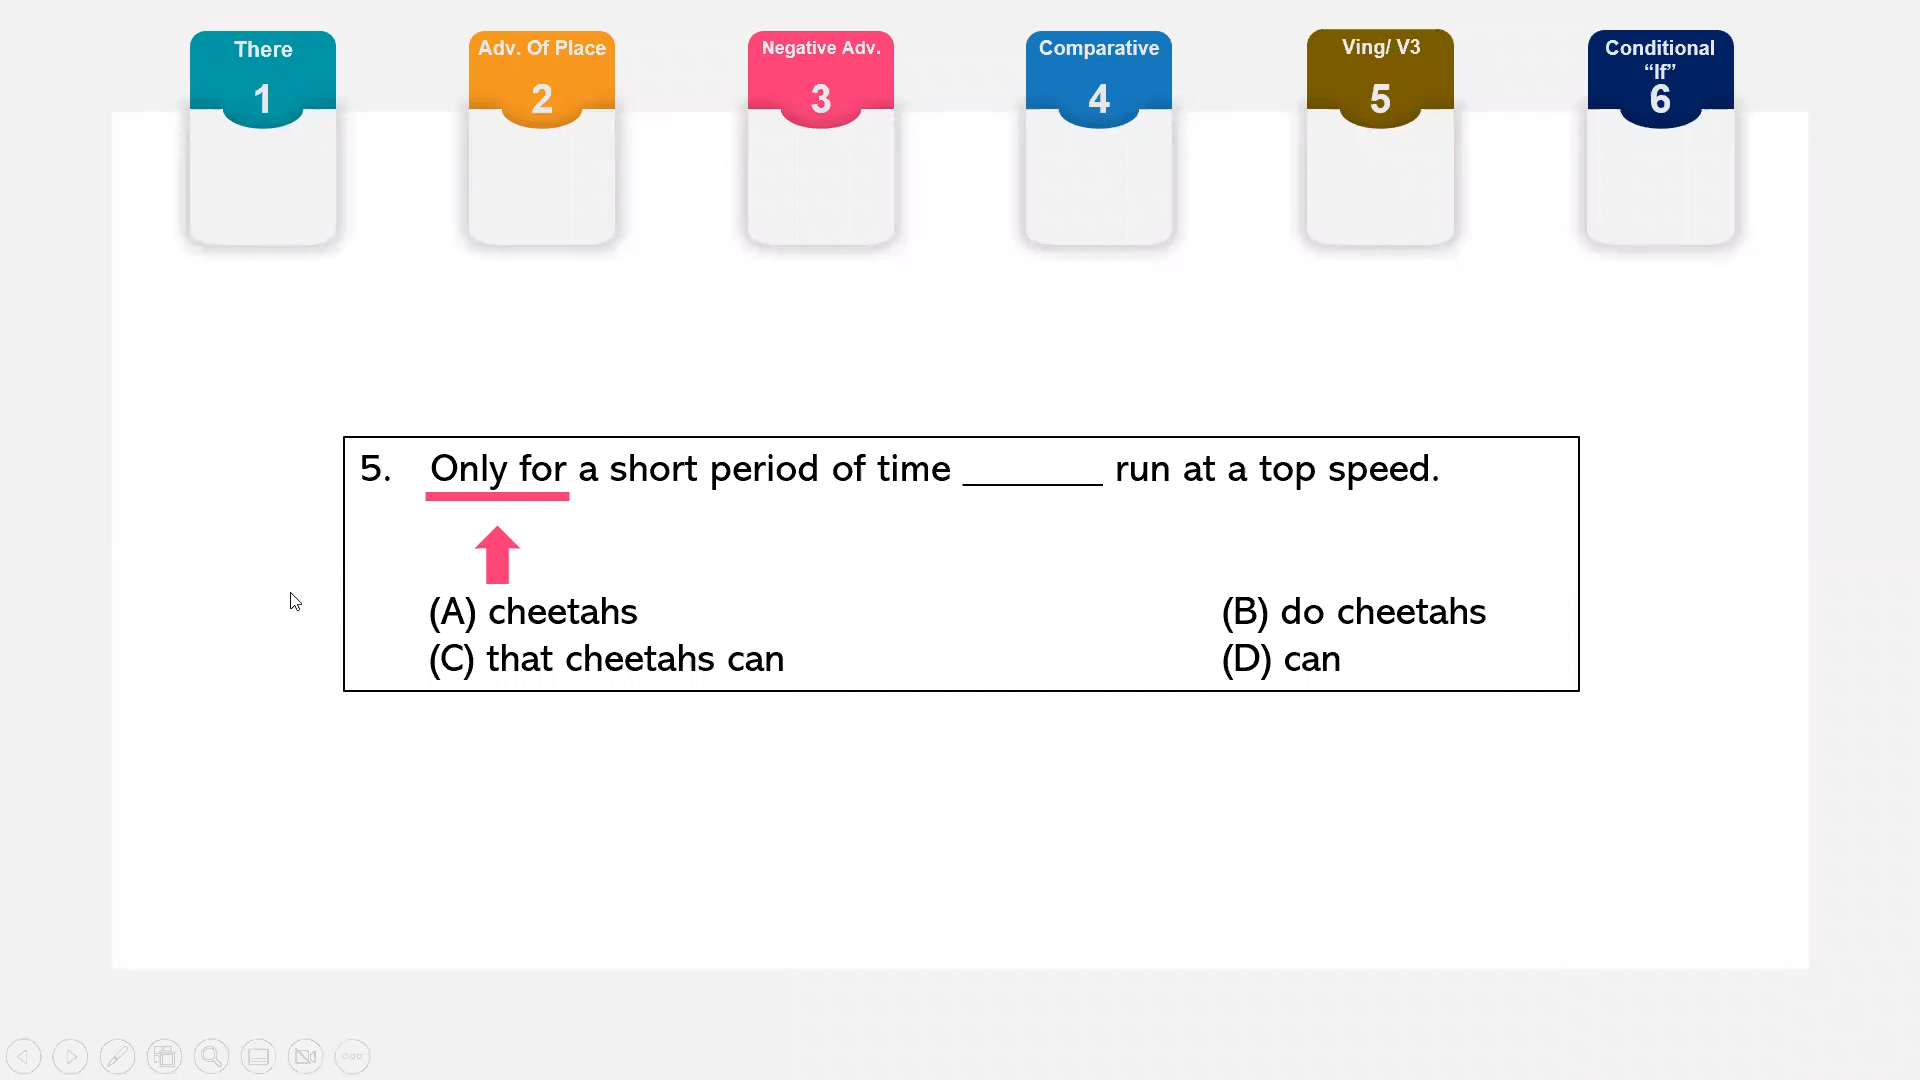 There
1
Adv. Of Place
2
Negative Adv.
3
Comparative
4
Ving/ V3
5
Conditional
“If”
6
5. Only for a short period of time ________ run at a top speed.
(A) cheetahs (B) do cheetahs
(C) that cheetahs can (D) can